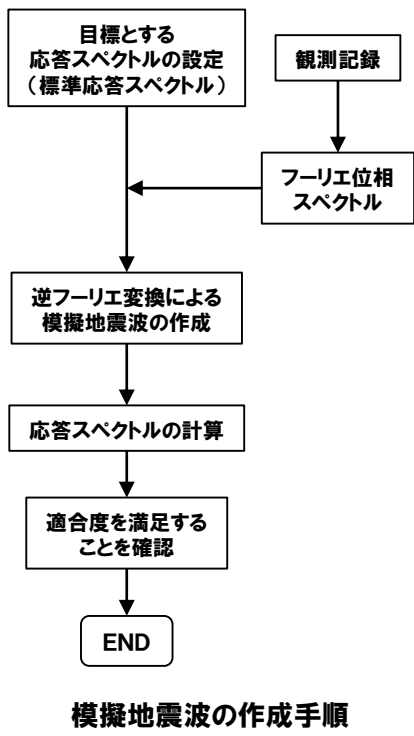 目標とする
応答スペクトルの設定
（標準応答スペクトル）
観測記録
フーリエ位相
スペクトル
逆フーリエ変換による
模擬地震波の作成
応答スペクトルの計算
適合度を満足する
ことを確認
END
模擬地震波の作成手順